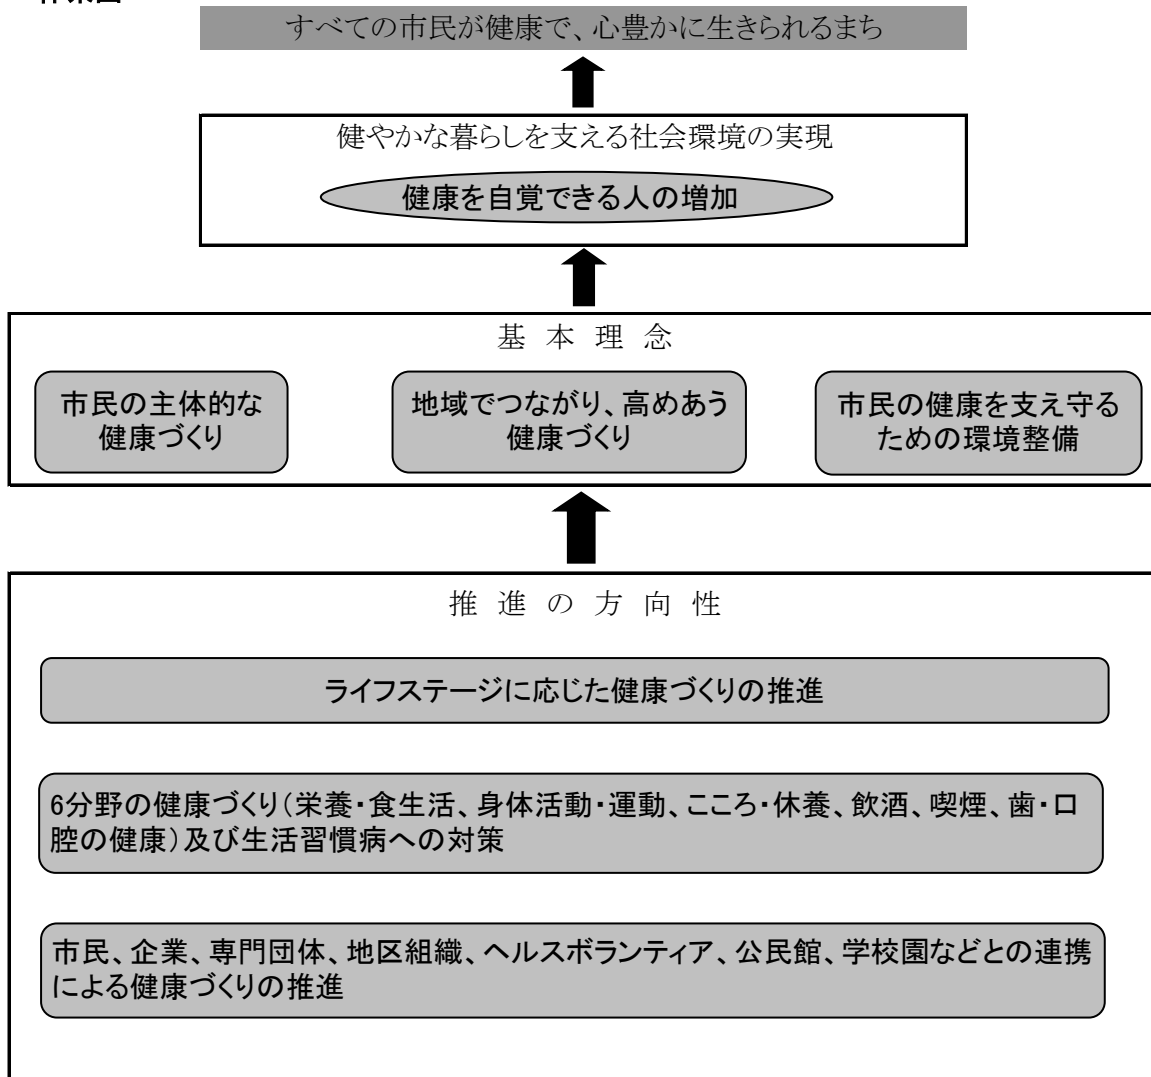 すべての市民が健康で、心豊かに生きられるまち
健やかな暮らしを支える社会環境の実現
健康を自覚できる人の増加
基本理念
市民の主体的な
健康づくり
地域でつながり、高めあう
健康づくり
市民の健康を支え守る
ための環境整備
推進の方向性
ライフステージに応じた健康づくりの推進
6分野の健康づくり(栄養・食生活、身体活動・運動、こころ・休養、飲酒、喫煙、歯・口
腔の健康)及び生活習慣病への対策
市民、企業、専門団体、地区組織、ヘルスボランティア、公民館、学校園などとの連携
による健康づくりの推進